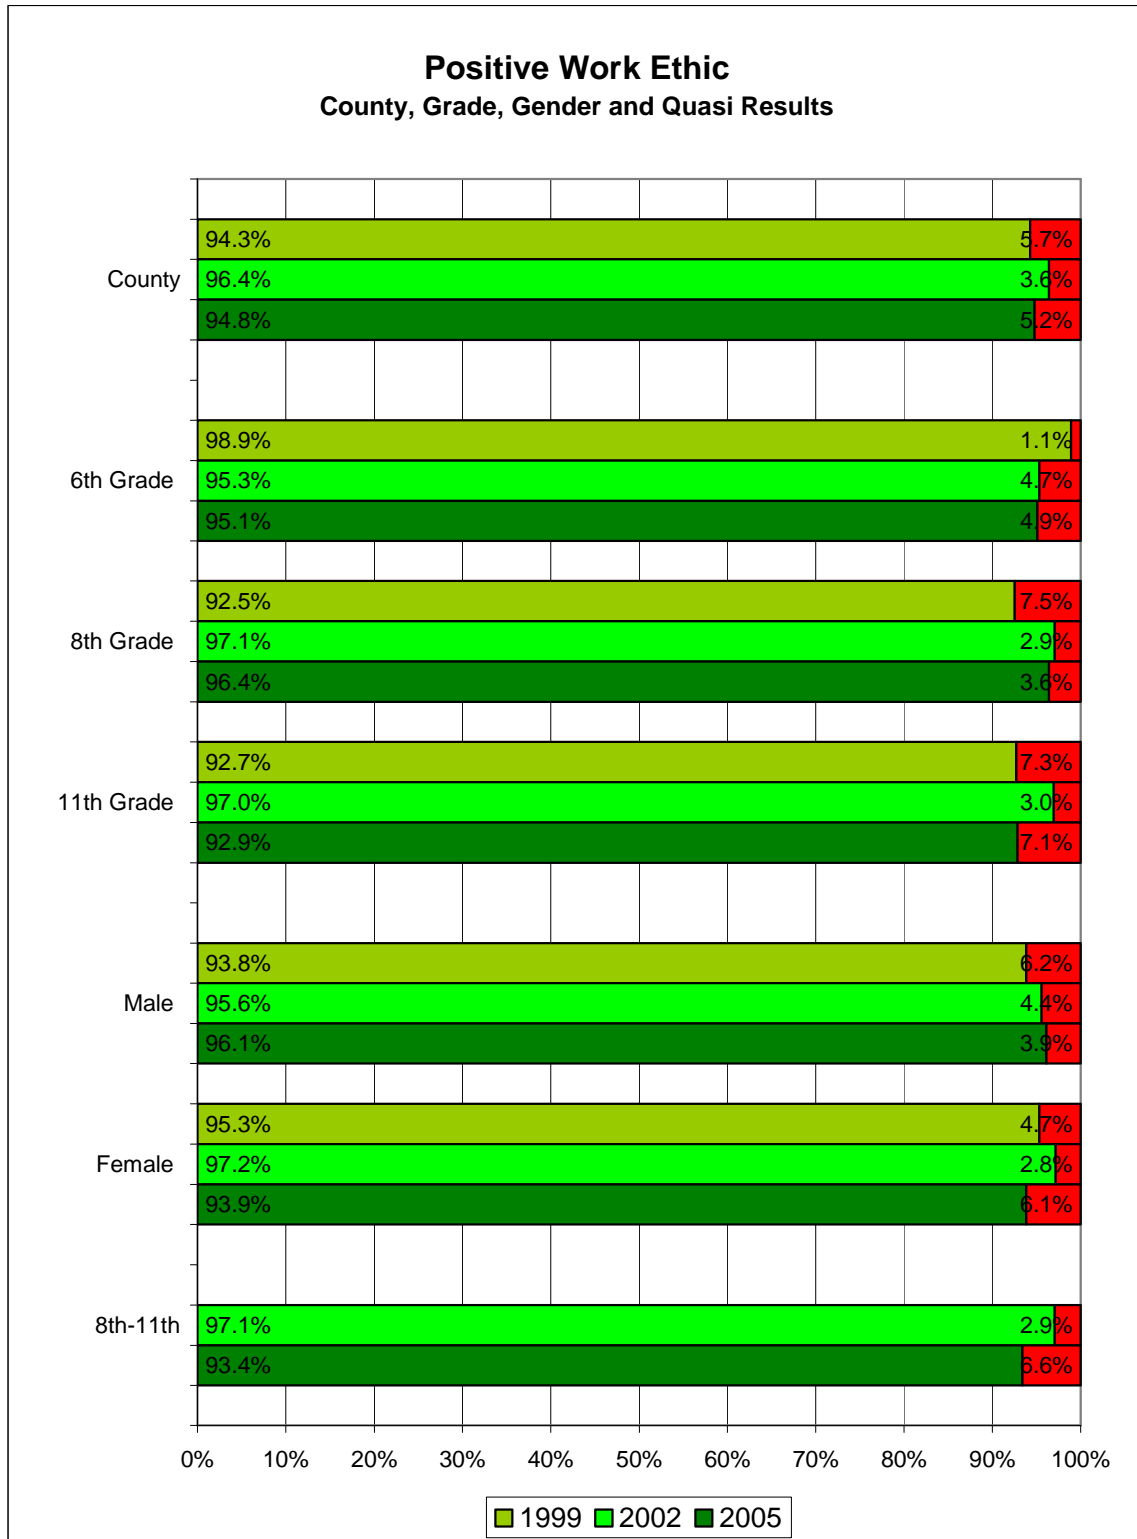 Positive Work Ethic
County, Grade, Gender and Quasi Results
94.3% 5.7%
County 96.4% 3.6%
94.8% 5.2%
98.9% 1.1%
6th Grade 95.3% 4.7%
95.1% 4.9%
92.5% 7.5%
8th Grade 97.1% 2.9%
96.4% 3.6%
92.7% 7.3%
11th Grade 97.0% 3.0%
92.9% 7.1%
93.8% 6.2%
Male 95.6% 4.4%
96.1% 3.9%
95.3% 4.7%
Female 97.2% 2.8%
93.9% 6.1%
8th-11th 97.1% 2.9%
93.4% 6.6%
0% 10% 20% 30% 40% 50% 60% 70% 80% 90% 100%
1999 2002 2005